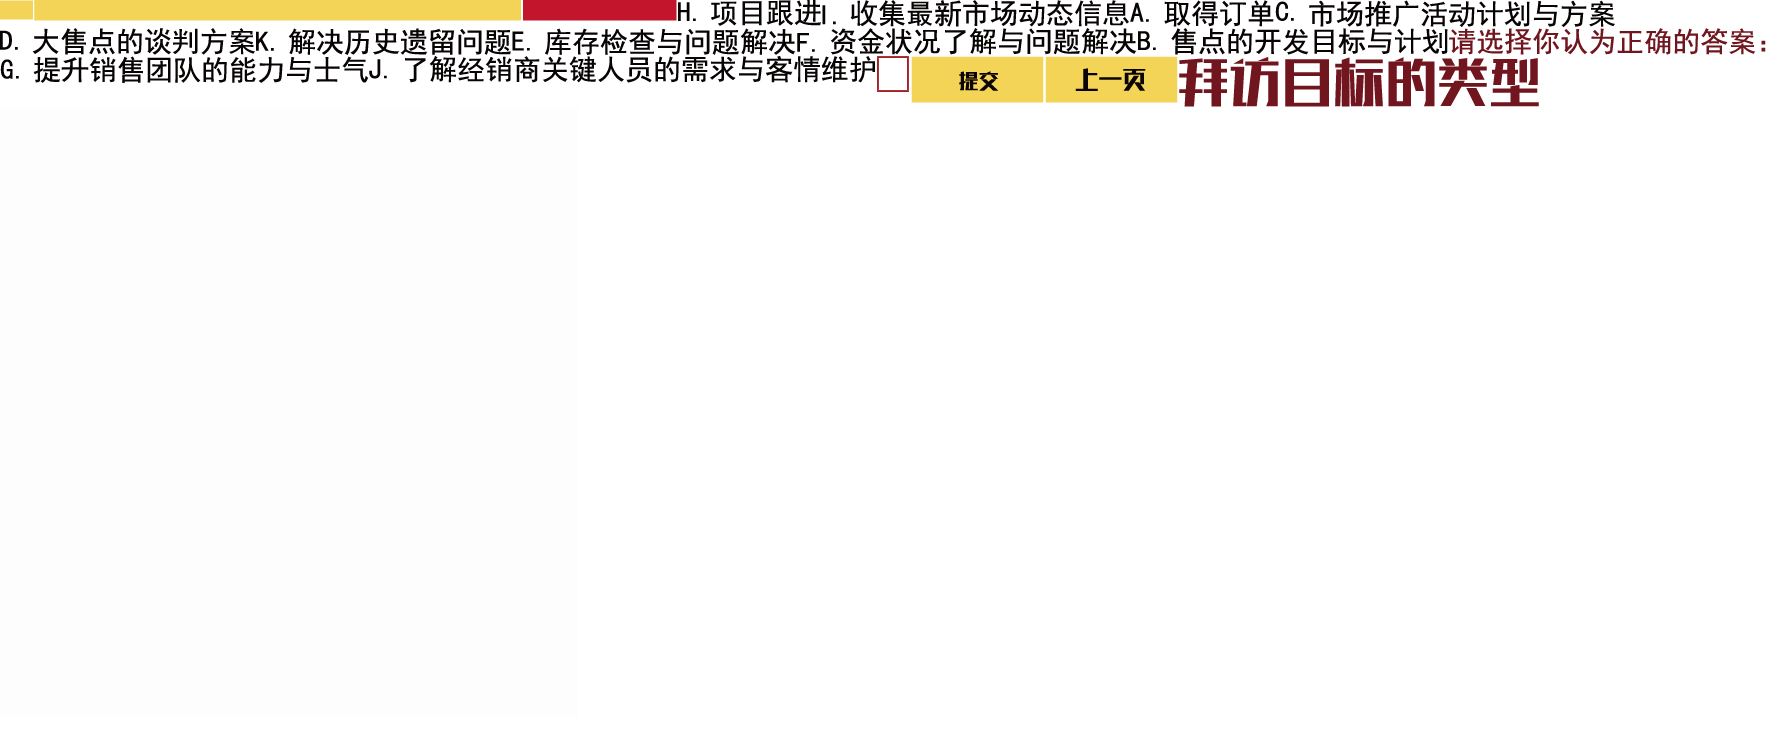 H. 项目跟进I. 收集最新市场动态信息A. 取得订单C. 市场推广活动计划与方案
D. 大售点的谈判方案K. 解决历史遗留问题E. 库存检查与问题解决F. 资金状况了解与问题解决B. 售点的开发目标与计划请选择你认为正确的答案：
G. 提升销售团队的能力与士气J. 了解经销商关键人员的需求与客情维护 提交 上一页 拜访目标的类型